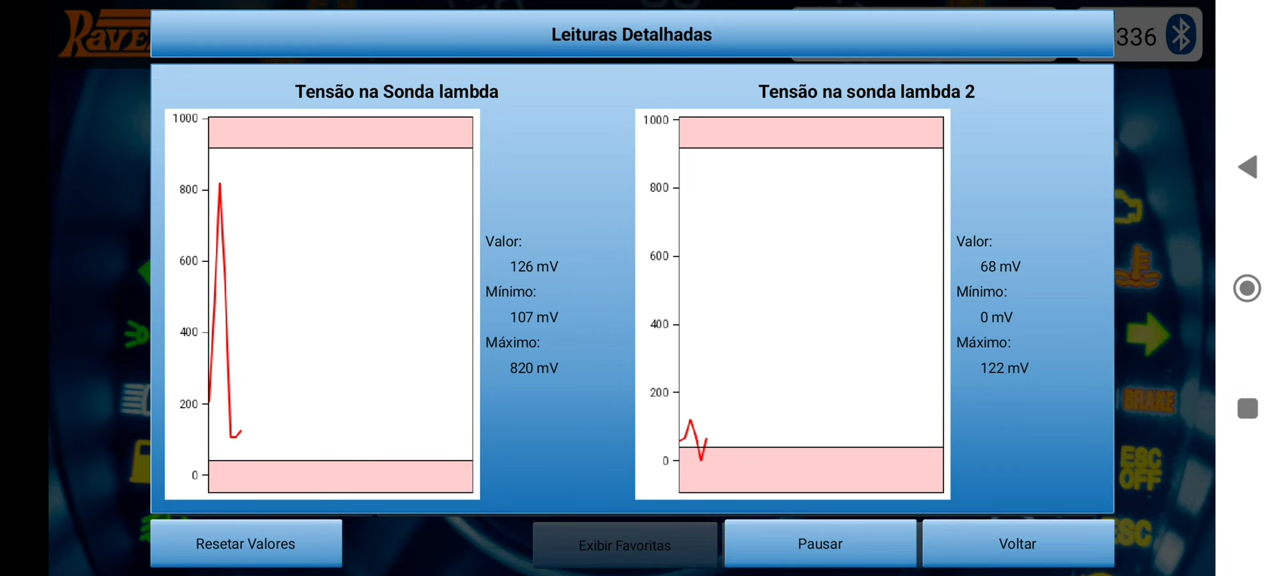 Leituras Detalhadas
336
Tensão na Sonda lambda
1000
800
600
400
200
0
Valor:
126 mV
Mínimo:
107 mV
Máximo:
820 mV
Tensão na sonda lambda 2
1000
800
600
400
200
0
Valor:
68 mV
Mínimo:
0 mV
Máximo:
122 mV
BRAKE
ESC
OFF
ESC
Resetar Valores
Exibir Favoritas
Pausar
Voltar